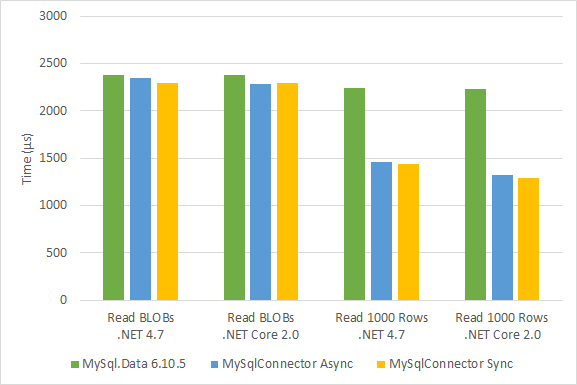 3000
2500
2000
1500
1000
500
0
Time (µs)
Read BLOBs
.NET 4.7
Read BLOBs
.NET Core 2.0
Read 1000 Rows
.NET 4.7
Read 1000 Rows
.NET Core 2.0
MySql.Data 6.10.5
MySqlConnector Async
MySqlConnector Sync